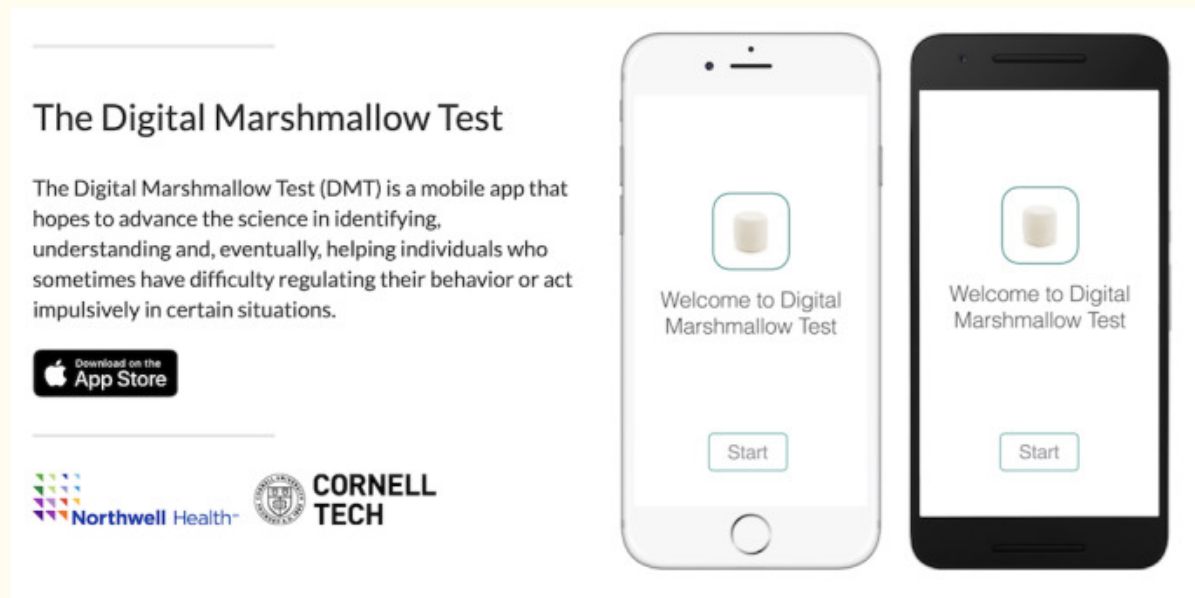 The Digital Marshmallow Test
The Digital Marshmallow Test (DMT) is a mobile app that
hopes to advance the science in identifying,
understanding and, eventually, helping individuals who
sometimes have difficulty regulating their behavior or act
impulsively in certain situations.
Download on the
App Store
Northwell Health
CORNELL
TECH
Welcome to Digital
Marshmallow Test
Start
Welcome to Digital
Marshmallow Test
Start